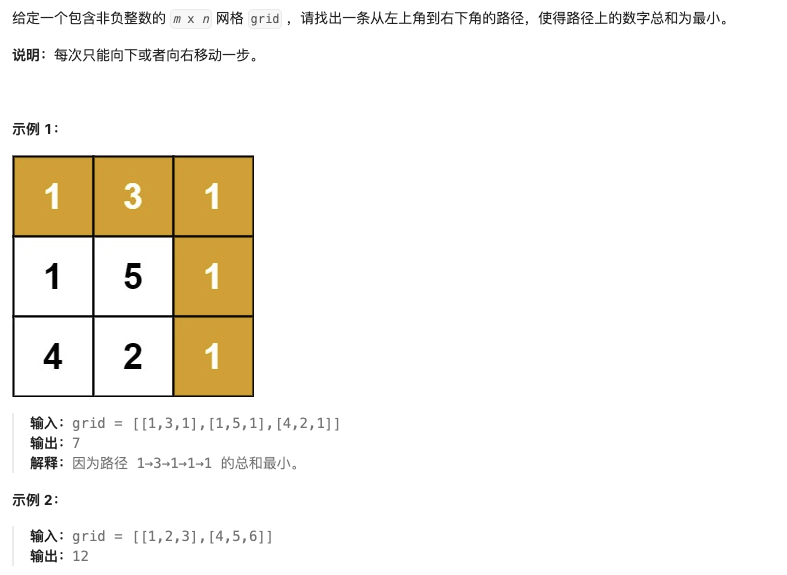 给定一个包含非负整数的 m x n 网格 grid ，请找出一条从左上角到右下角的路径，使得路径上的数字总和为最小。
说明：每次只能向下或者向右移动一步。
示例 1：
1 3 1
1 5 1
4 2 1
输入：grid = [[1,3,1],[1,5,1],[4,2,1]]
输出：7
解释：因为路径 1→3→1→1→1 的总和最小。
示例 2：
输入：grid = [[1,2,3],[4,5,6]]
输出：12